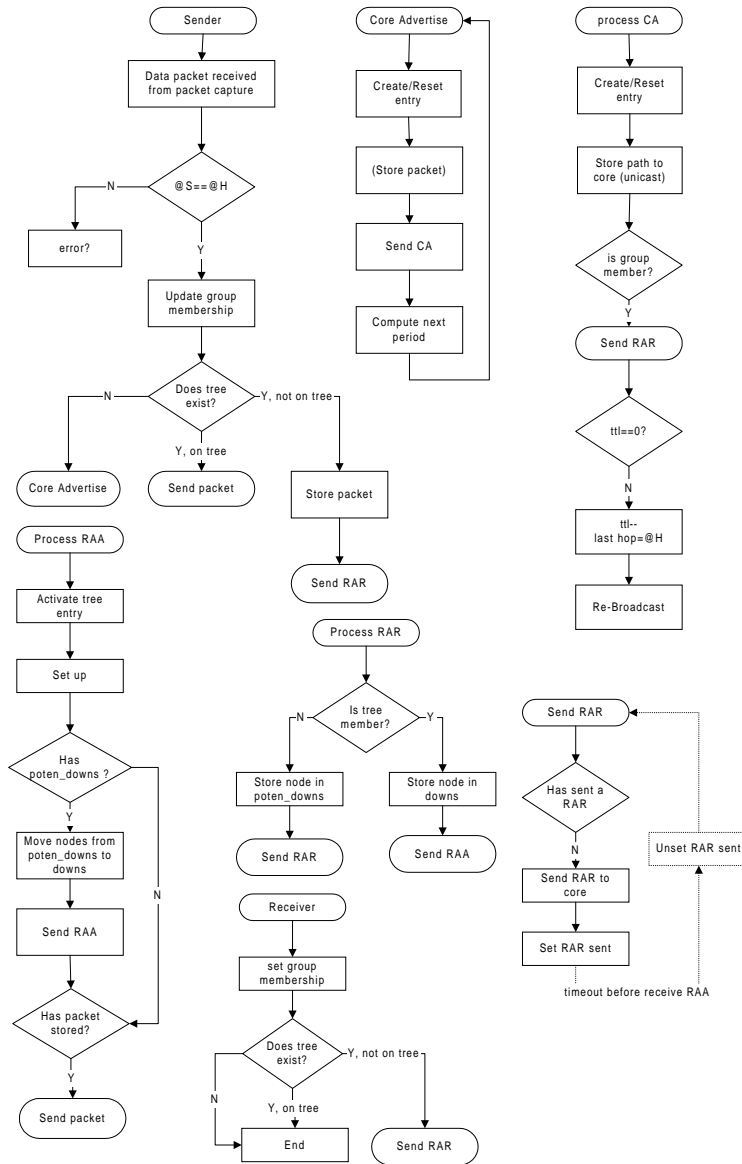 Sender
Data packet received
from packet capture
@S==@H
N
error?
Y
Update group
membership
Does tree
exist?
N
Y, not on tree
Y, on tree
Core Advertise
Send packet
Store packet
Send RAR
Core Advertise
Create/Reset
entry
(Store packet)
Send CA
Compute next
period
process CA
Create/Reset
entry
Store path to
core (unicast)
is group
member?
Y
Send RAR
ttl==0?
N
ttl--
last hop=@H
Re-Broadcast
Process RAA
Activate tree
entry
Set up
Has
poten_downs ?
Y
Move nodes from
poten_downs to
downs
N
Send RAA
Has packet
stored?
Y
Send packet
Process RAR
Is tree
member?
N
Y
Store node in
poten_downs
Store node in
downs
Send RAR
Send RAA
Receiver
set group
membership
Does tree
exist?
Y, not on tree
N
Y, on tree
End
Send RAR
Send RAR
Has sent a
RAR
N
Unset RAR sent
Send RAR to
core
Set RAR sent
timeout before receive RAA